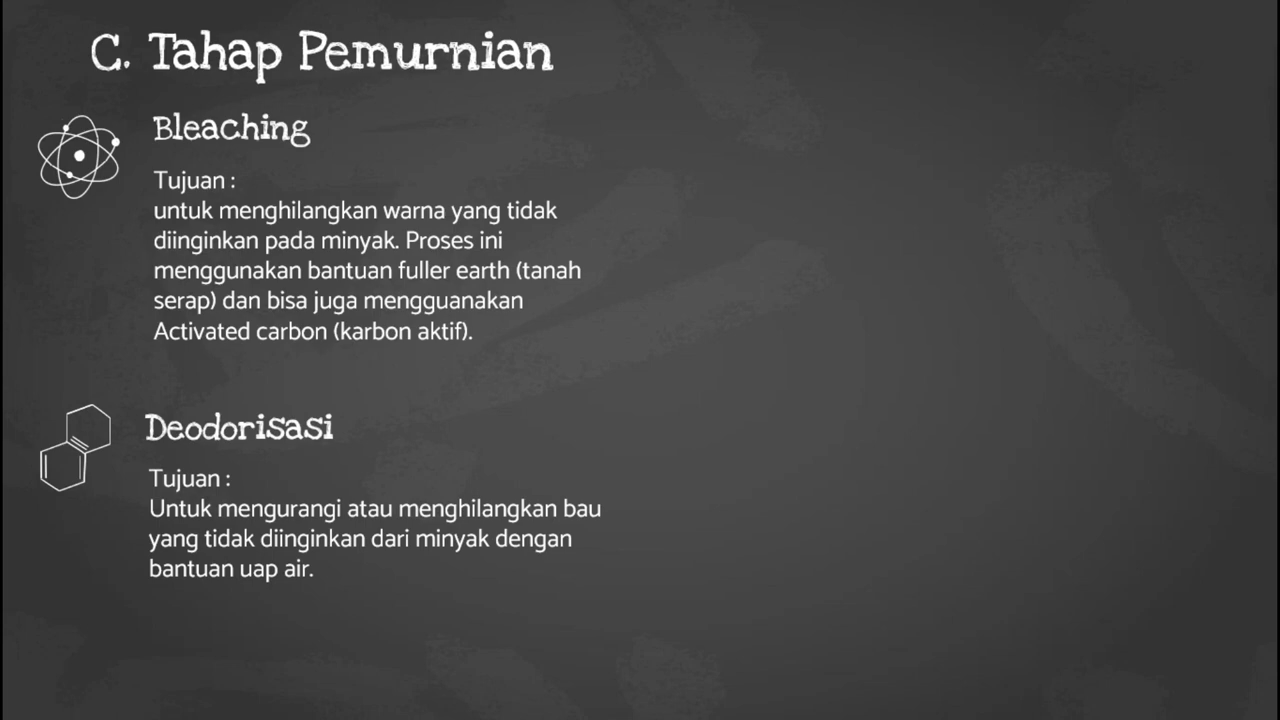 C. Tahap Pemurnian
Bleaching
Tujuan :
untuk menghilangkan warna yang tidak
diinginkan pada minyak. Proses ini
menggunakan bantuan fuller earth (tanah
serap) dan bisa juga mengguanakan
Activated carbon (karbon aktif).
Deodorisasi
Tujuan :
Untuk mengurangi atau menghilangkan bau
yang tidak diinginkan dari minyak dengan
bantuan uap air.